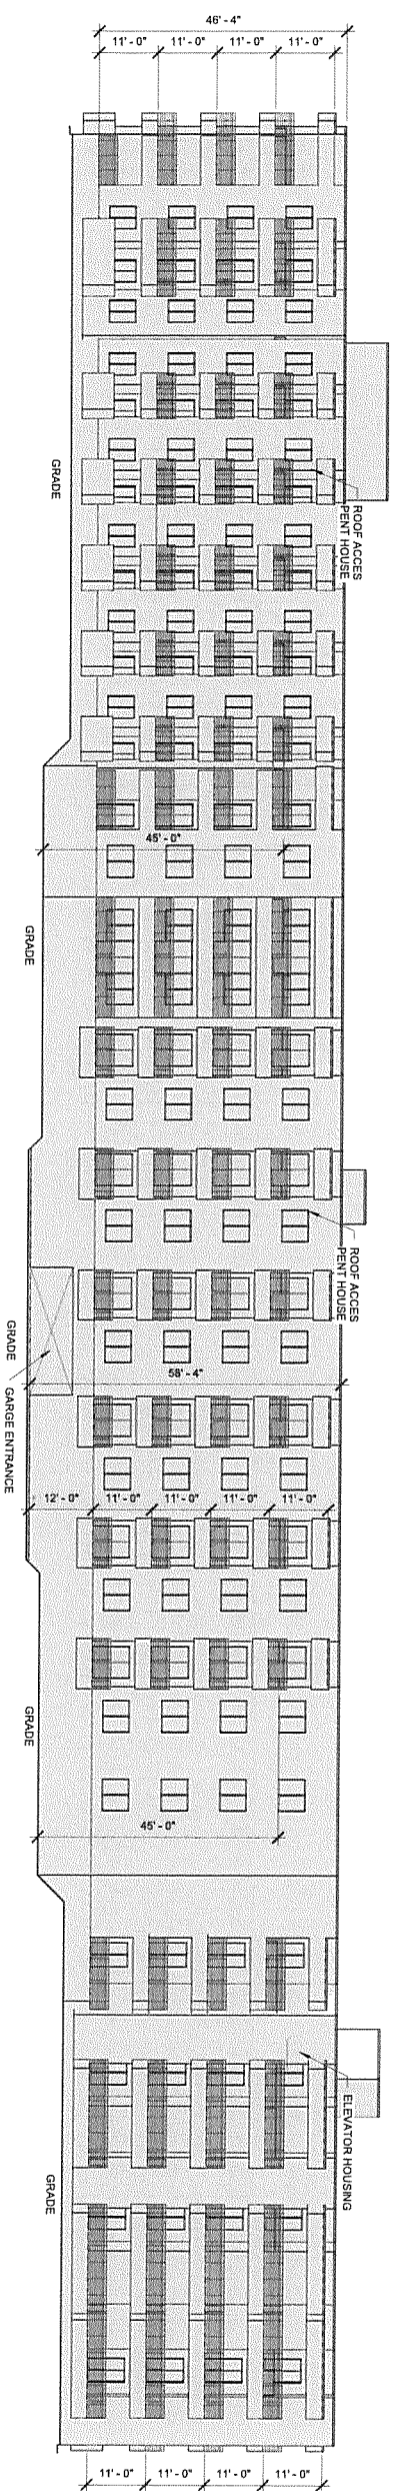 46' - 4"
11' - 0"
11' - 0"
11' - 0"
11' - 0"
GRADE
ROOF ACCES
PENT HOUSE
45' - 0"
GRADE
ROOF ACCES
PENT HOUSE
GRADE
GARGE ENTRANCE
58' - 4"
12' - 0"
11' - 0"
11' - 0"
11' - 0"
11' - 0"
GRADE
45' - 0"
ELEVATOR HOUSING
GRADE
11' - 0"
11' - 0"
11' - 0"
11' - 0"